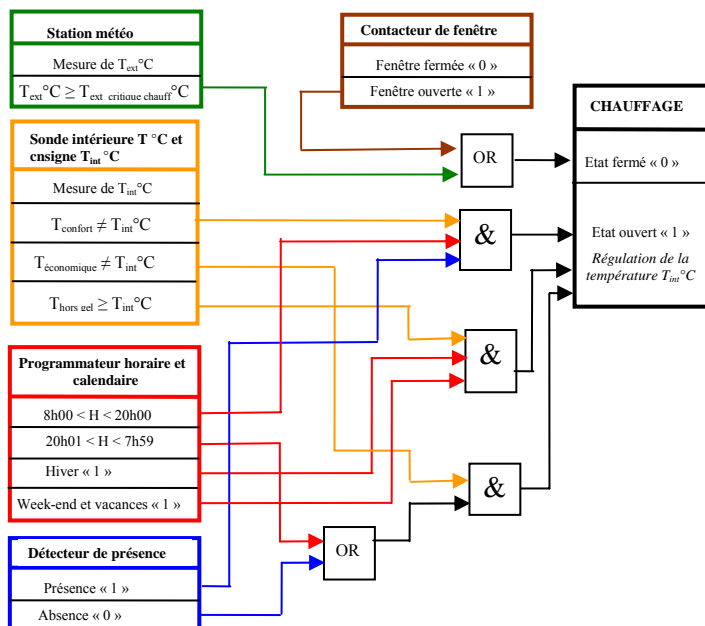 Station météo
Mesure de Text°C
Text°C ≥ Text critique chauff°C
Contacteur de fenêtre
Fenêtre fermée « 0 »
Fenêtre ouverte « 1 »
CHAUFFAGE
Etat fermé « 0 »
Etat ouvert « 1 »
Régulation de la
température Tint°C
Sonde intérieure T °C et
cnsigne Tint °C
Mesure de Tint°C
Tconfort ≠ Tint°C
Téconomique ≠ Tint°C
Thors gel ≥ Tint°C
OR
&
&
&
OR
Programmateur horaire et
calendaire
8h00 < H < 20h00
20h01 < H < 7h59
Hiver « 1 »
Week-end et vacances « 1 »
Détecteur de présence
Présence « 1 »
Absence « 0 »